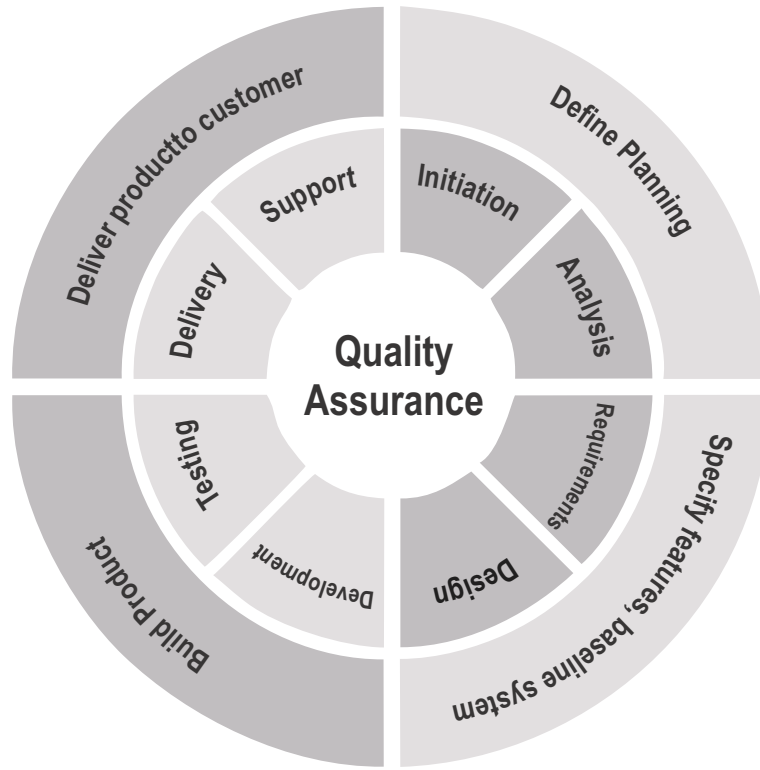 Deliver productto customer
Define Planning
Support
Initiation
Delivery
Analysis
Quality
Assurance
Testing
Requirements
Development
Design
Build Product
Specify features, baseline system